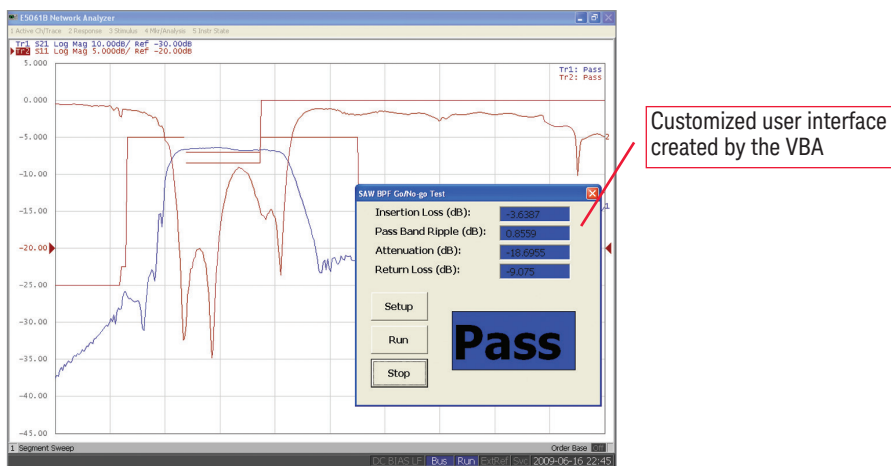 E5061B Network Analyzer
1 Active Ch/Trace 2 Response 3 Stimulus 4 Mkr/Analysis 5 Instr State
Tr1 S21 Log Mag 10.00dB/ Ref -30.00dB
Tr2 S11 Log Mag 5.000dB/ Ref -20.00dB
5.000
Tr1: Pass
Tr2: Pass
0.000
-5.000
2
-10.00
-15.00
1
-20.00
-25.00
-30.00
-35.00
-40.00
-45.00
SAW BPF Go/No-go Test
Insertion Loss (dB): -3.6387
Pass Band Ripple (dB): 0.8559
Attenuation (dB): -18.6955
Return Loss (dB): -9.075
Setup
Run
Stop
Pass
1 Segment Sweep
Order Base Off
DC BIAS LF Bus Run ExtRef Svc 2009-06-16 22:45
Customized user interface
created by the VBA